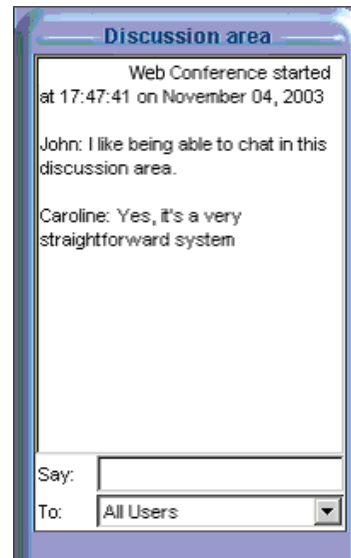 Discussion area
Web Conference started
at 17:47:41 on November 04, 2003
John: I like being able to chat in this
discussion area.
Caroline: Yes, it's a very
straightforward system
Say:
To: All Users